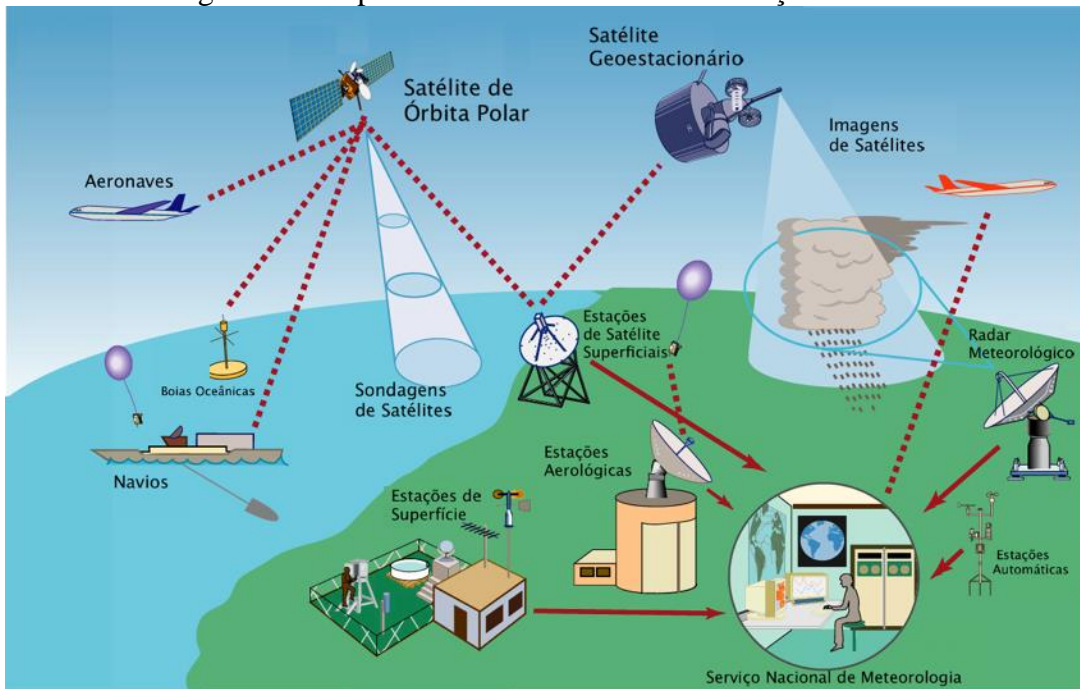 Satélite de
Órbita Polar
Satélite
Geoestacionário
Imagens
de Satélites
Aeronaves
Estações
de Satélite
Superficiais
Radar
Meteorológico
Boias Oceânicas
Sondagens
de Satélites
Navios
Estações
Aerológicas
Estações de
Superfície
Estações
Automáticas
Serviço Nacional de Meteorologia